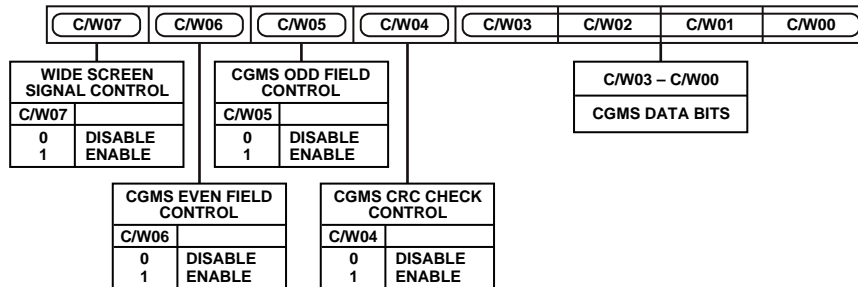 C/W07 C/W06 C/W05 C/W04 C/W03 C/W02 C/W01 C/W00
WIDE SCREEN
SIGNAL CONTROL
C/W07
0 DISABLE
1 ENABLE
CGMS ODD FIELD
CONTROL
C/W05
0 DISABLE
1 ENABLE
C/W03 – C/W00
CGMS DATA BITS
CGMS EVEN FIELD
CONTROL
C/W06
0 DISABLE
1 ENABLE
CGMS CRC CHECK
CONTROL
C/W04
0 DISABLE
1 ENABLE